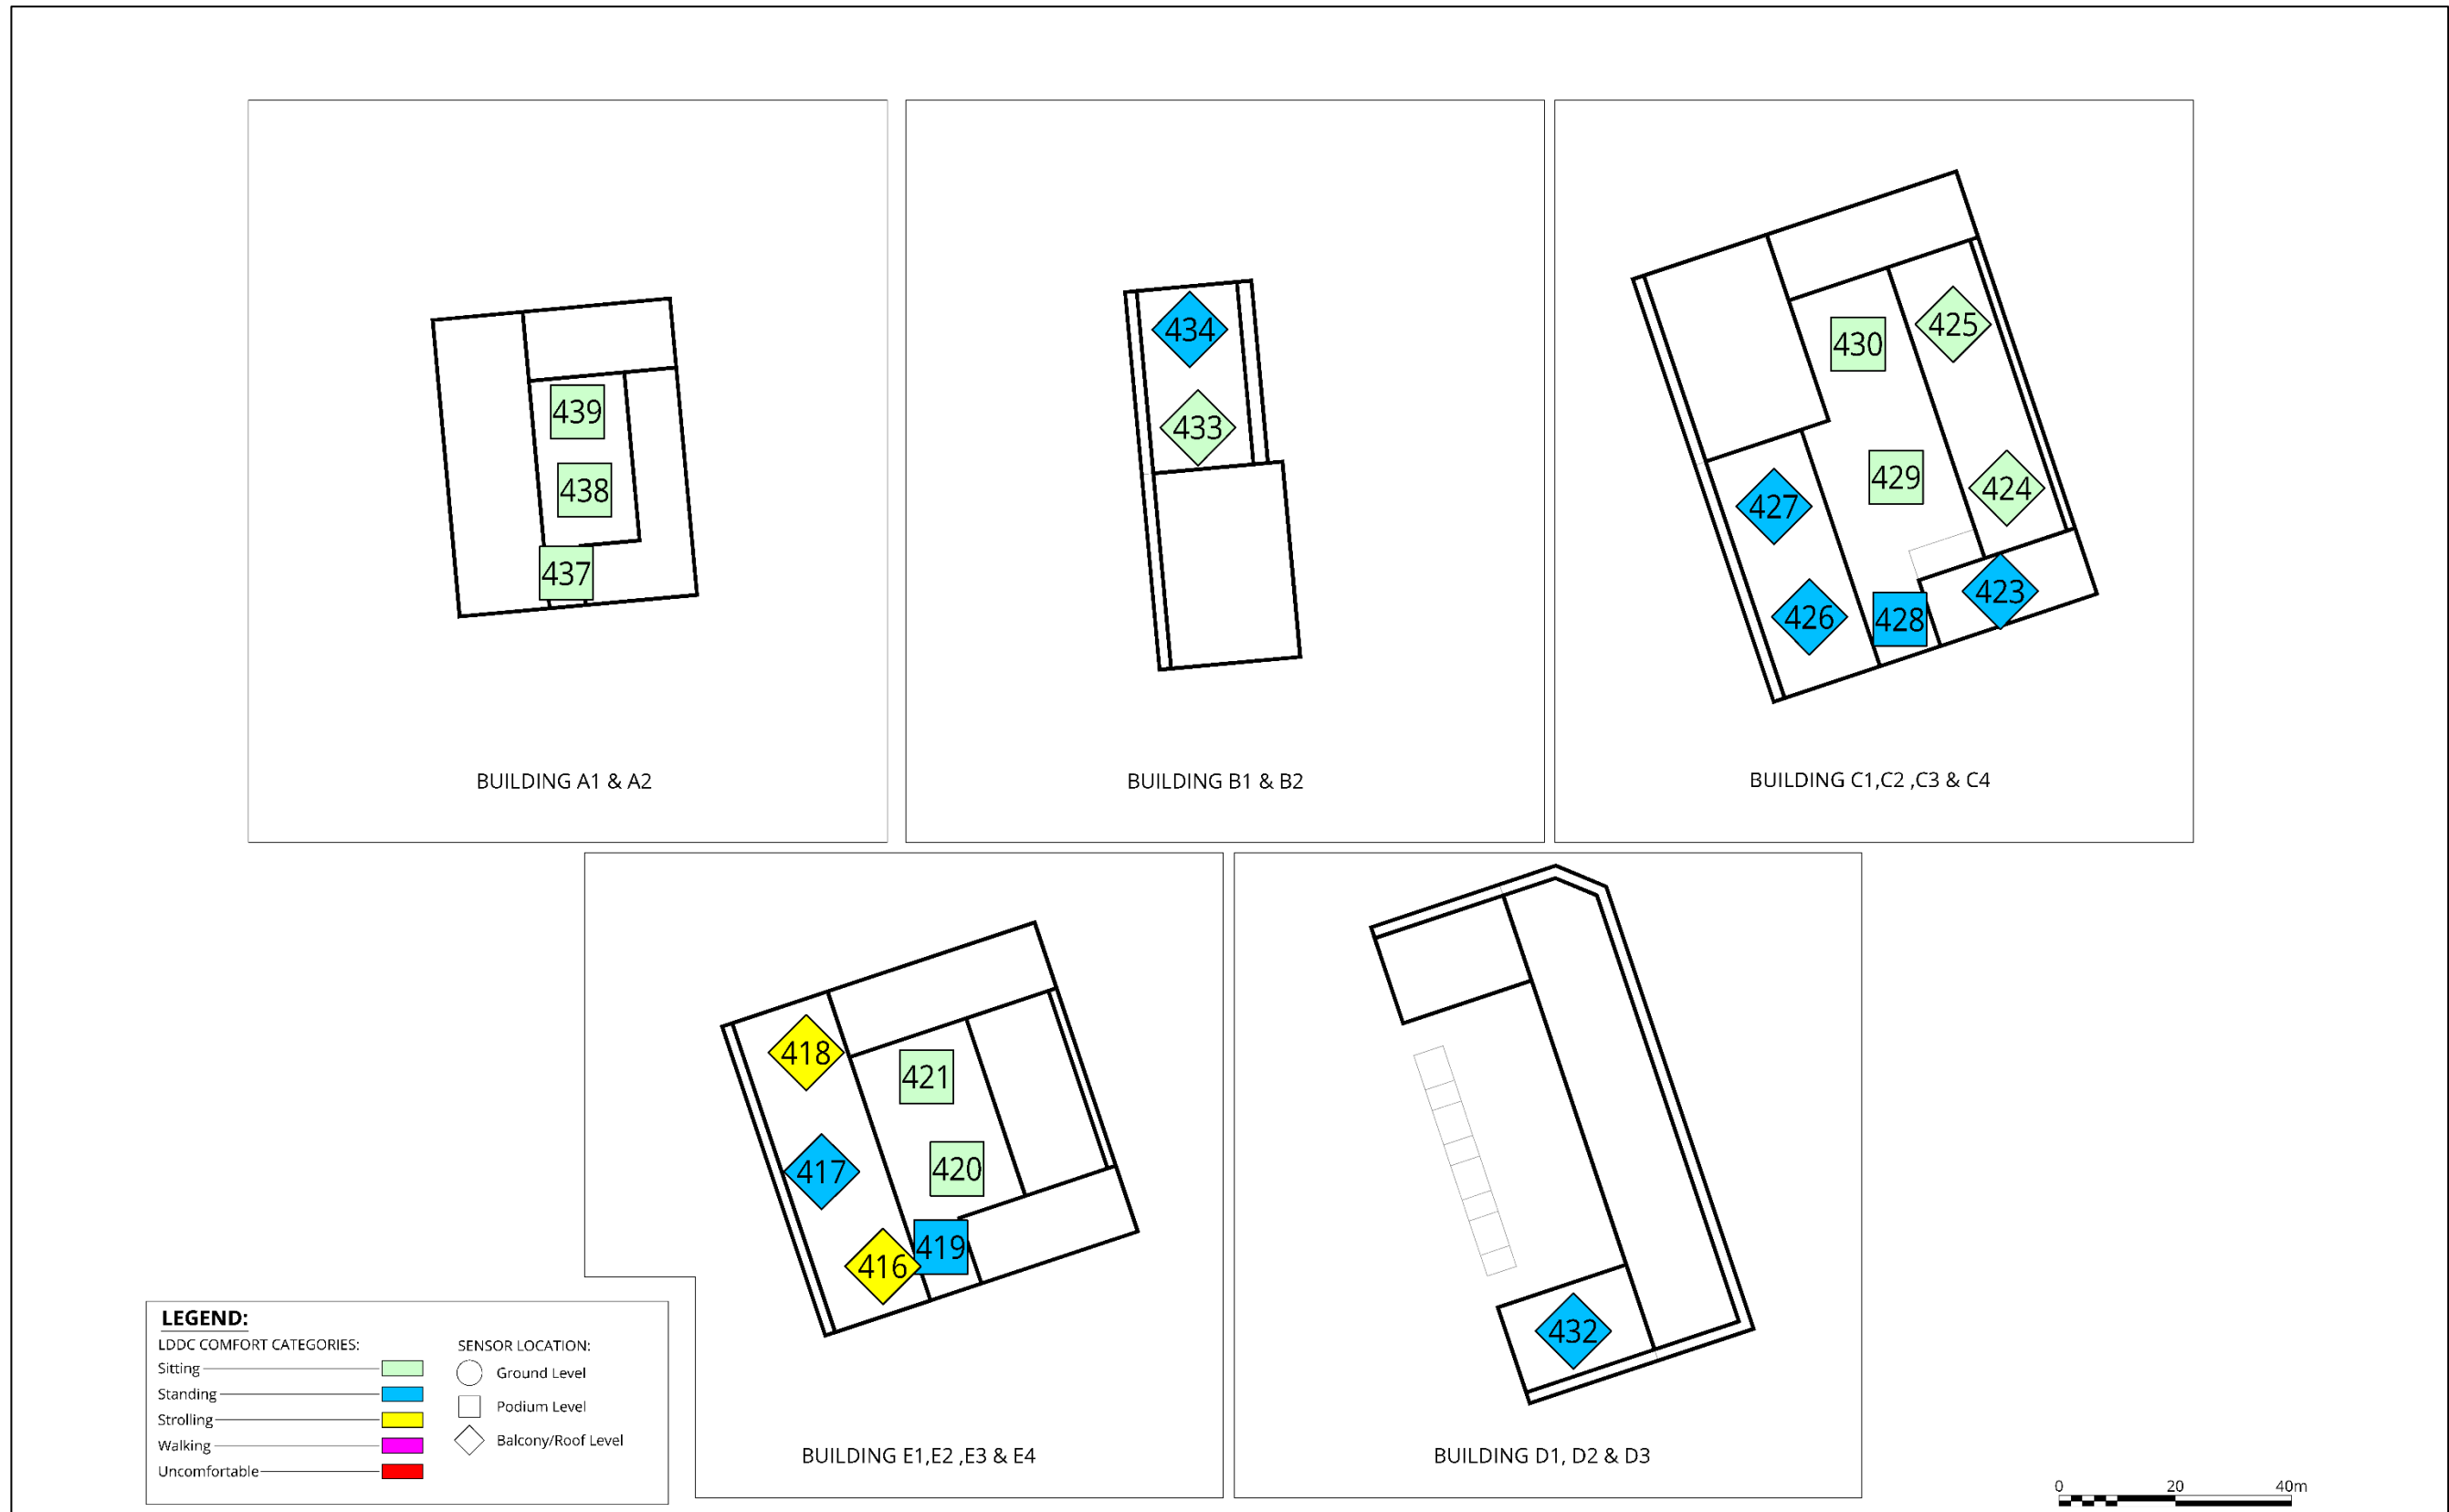 439
438
437
BUILDING A1 & A2
434
433
BUILDING B1 & B2
425
430
429
424
427
423
426
428
BUILDING C1,C2 ,C3 & C4
418
421
417
420
419
416
BUILDING E1,E2 ,E3 & E4
432
BUILDING D1, D2 & D3
LEGEND:
LDDC COMFORT CATEGORIES:
Sitting
Standing
Strolling
Walking
Uncomfortable
SENSOR LOCATION:
Ground Level
Podium Level
Balcony/Roof Level
0 20 40m